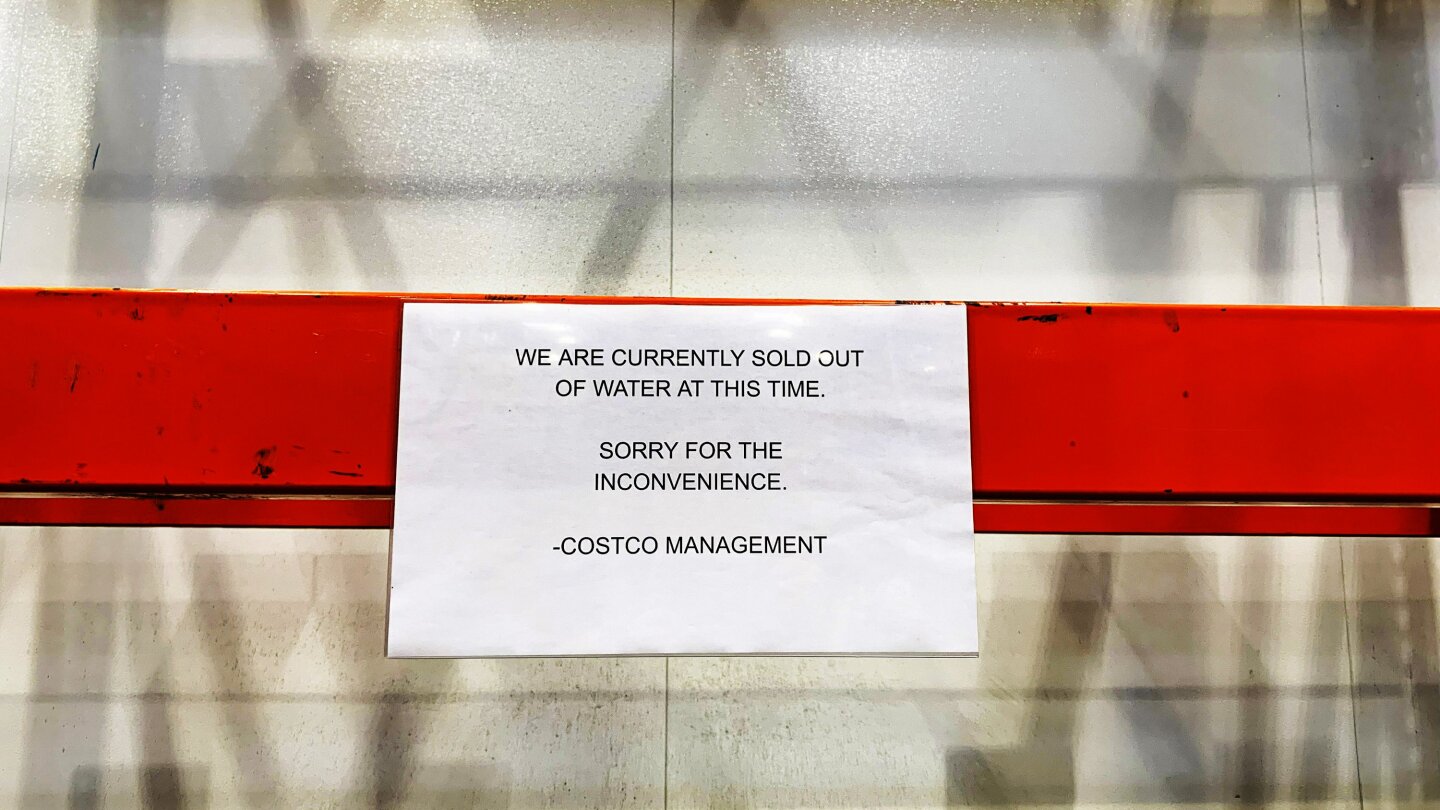 WE ARE CURRENTLY SOLD OUT
OF WATER AT THIS TIME.
SORRY FOR THE
INCONVENIENCE.
-COSTCO MANAGEMENT